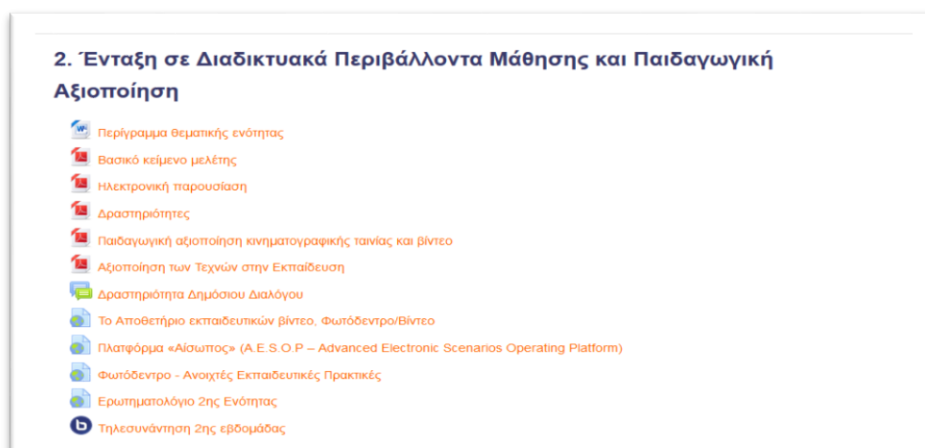 2. Ένταξη σε Διαδικτυακά Περιβάλλοντα Μάθησης και Παιδαγωγική
Αξιοποίηση
Περίγραμμα θεματικής ενότητας
Βασικό κείμενο μελέτης
Ηλεκτρονική παρουσίαση
Δραστηριότητες
Παιδαγωγική αξιοποίηση κινηματογραφικής ταινίας και βίντεο
Αξιοποίηση των Τεχνών στην Εκπαίδευση
Δραστηριότητα Δημόσιου Διαλόγου
Το Αποθετήριο εκπαιδευτικών βίντεο, Φωτόδεντρο/Βίντεο
Πλατφόρμα «Αίσωπος» (A.E.S.O.P – Advanced Electronic Scenarios Operating Platform)
Φωτόδεντρο - Ανοιχτές Εκπαιδευτικές Πρακτικές
Ερωτηματολόγιο 2ης Ενότητας
Τηλεσυνάντηση 2ης εβδομάδας